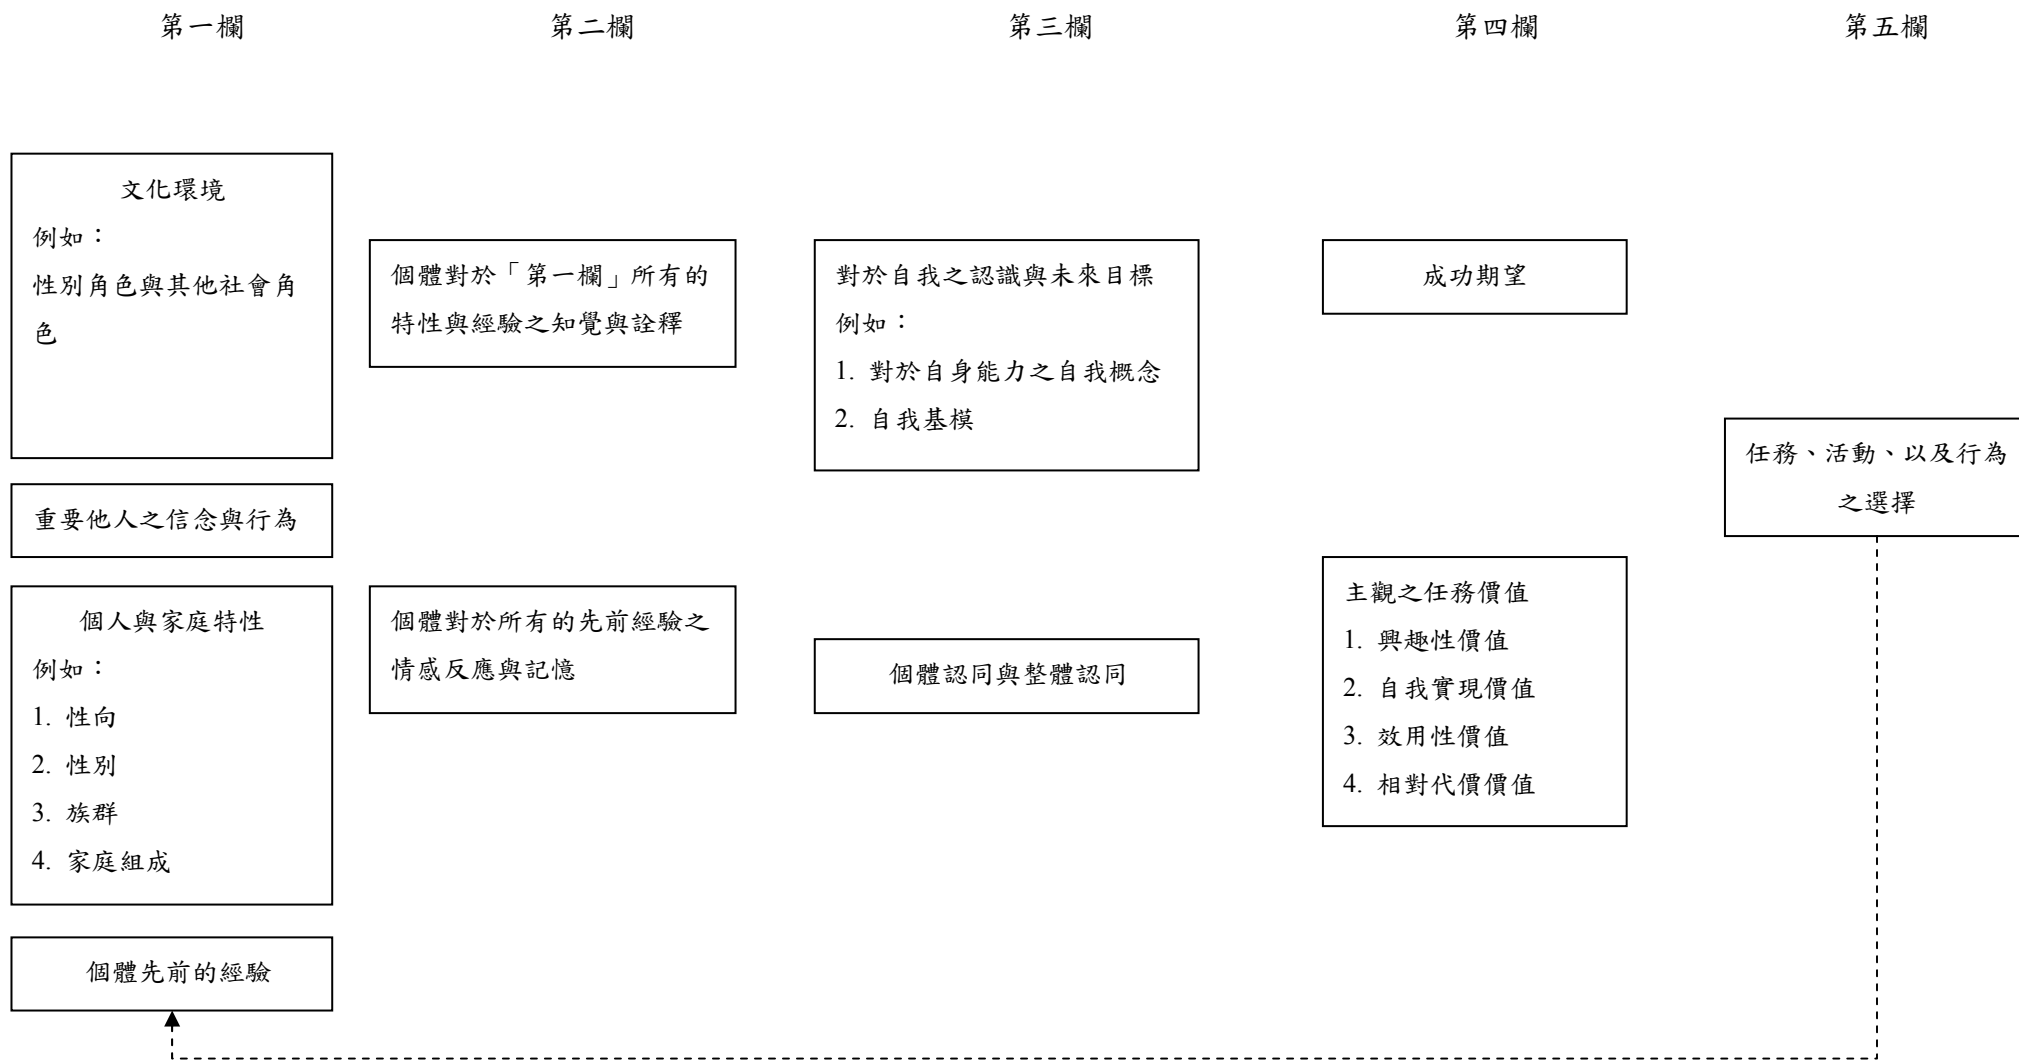 第一欄
第二欄
第三欄
第四欄
第五欄
文化環境
例如：
性別角色與其他社會角
色
重要他人之信念與行為
個人與家庭特性
例如：
1. 性向
2. 性別
3. 族群
4. 家庭組成
個體先前的經驗
個體對於「第一欄」所有的
特性與經驗之知覺與詮釋
個體對於所有的先前經驗之
情感反應與記憶
對於自我之認識與未來目標
例如：
1. 對於自身能力之自我概念
2. 自我基模
個體認同與整體認同
成功期望
主觀之任務價值
1. 興趣性價值
2. 自我實現價值
3. 效用性價值
4. 相對代價價值
任務、活動、以及行為
之選擇